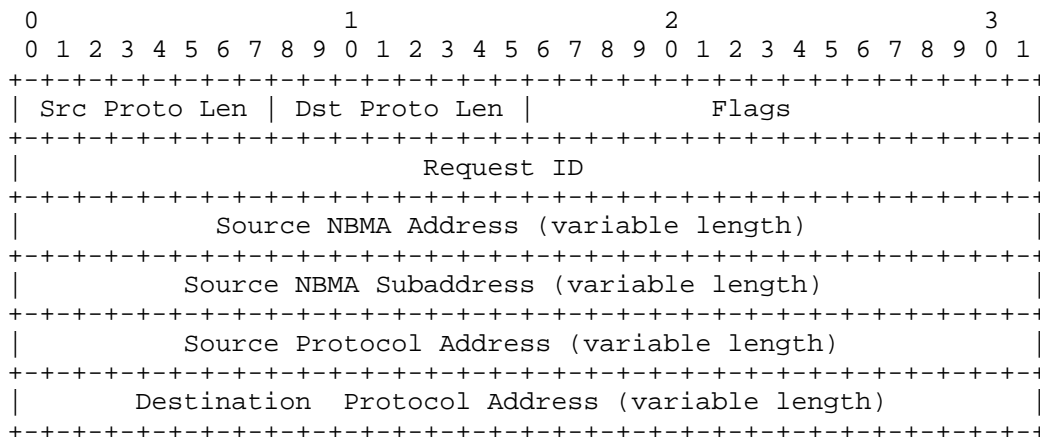 0                   1                   2                   3
 0 1 2 3 4 5 6 7 8 9 0 1 2 3 4 5 6 7 8 9 0 1 2 3 4 5 6 7 8 9 0 1
+-+-+-+-+-+-+-+-+-+-+-+-+-+-+-+-+-+-+-+-+-+-+-+-+-+-+-+-+-+-+-+-+
| Src Proto Len | Dst Proto Len |           Flags               |
+-+-+-+-+-+-+-+-+-+-+-+-+-+-+-+-+-+-+-+-+-+-+-+-+-+-+-+-+-+-+-+-+
|                         Request ID                            |
+-+-+-+-+-+-+-+-+-+-+-+-+-+-+-+-+-+-+-+-+-+-+-+-+-+-+-+-+-+-+-+-+
|            Source NBMA Address (variable length)              |
+-+-+-+-+-+-+-+-+-+-+-+-+-+-+-+-+-+-+-+-+-+-+-+-+-+-+-+-+-+-+-+-+
|          Source NBMA Subaddress (variable length)             |
+-+-+-+-+-+-+-+-+-+-+-+-+-+-+-+-+-+-+-+-+-+-+-+-+-+-+-+-+-+-+-+-+
|          Source Protocol Address (variable length)            |
+-+-+-+-+-+-+-+-+-+-+-+-+-+-+-+-+-+-+-+-+-+-+-+-+-+-+-+-+-+-+-+-+
|       Destination  Protocol Address (variable length)         |
+-+-+-+-+-+-+-+-+-+-+-+-+-+-+-+-+-+-+-+-+-+-+-+-+-+-+-+-+-+-+-+-+